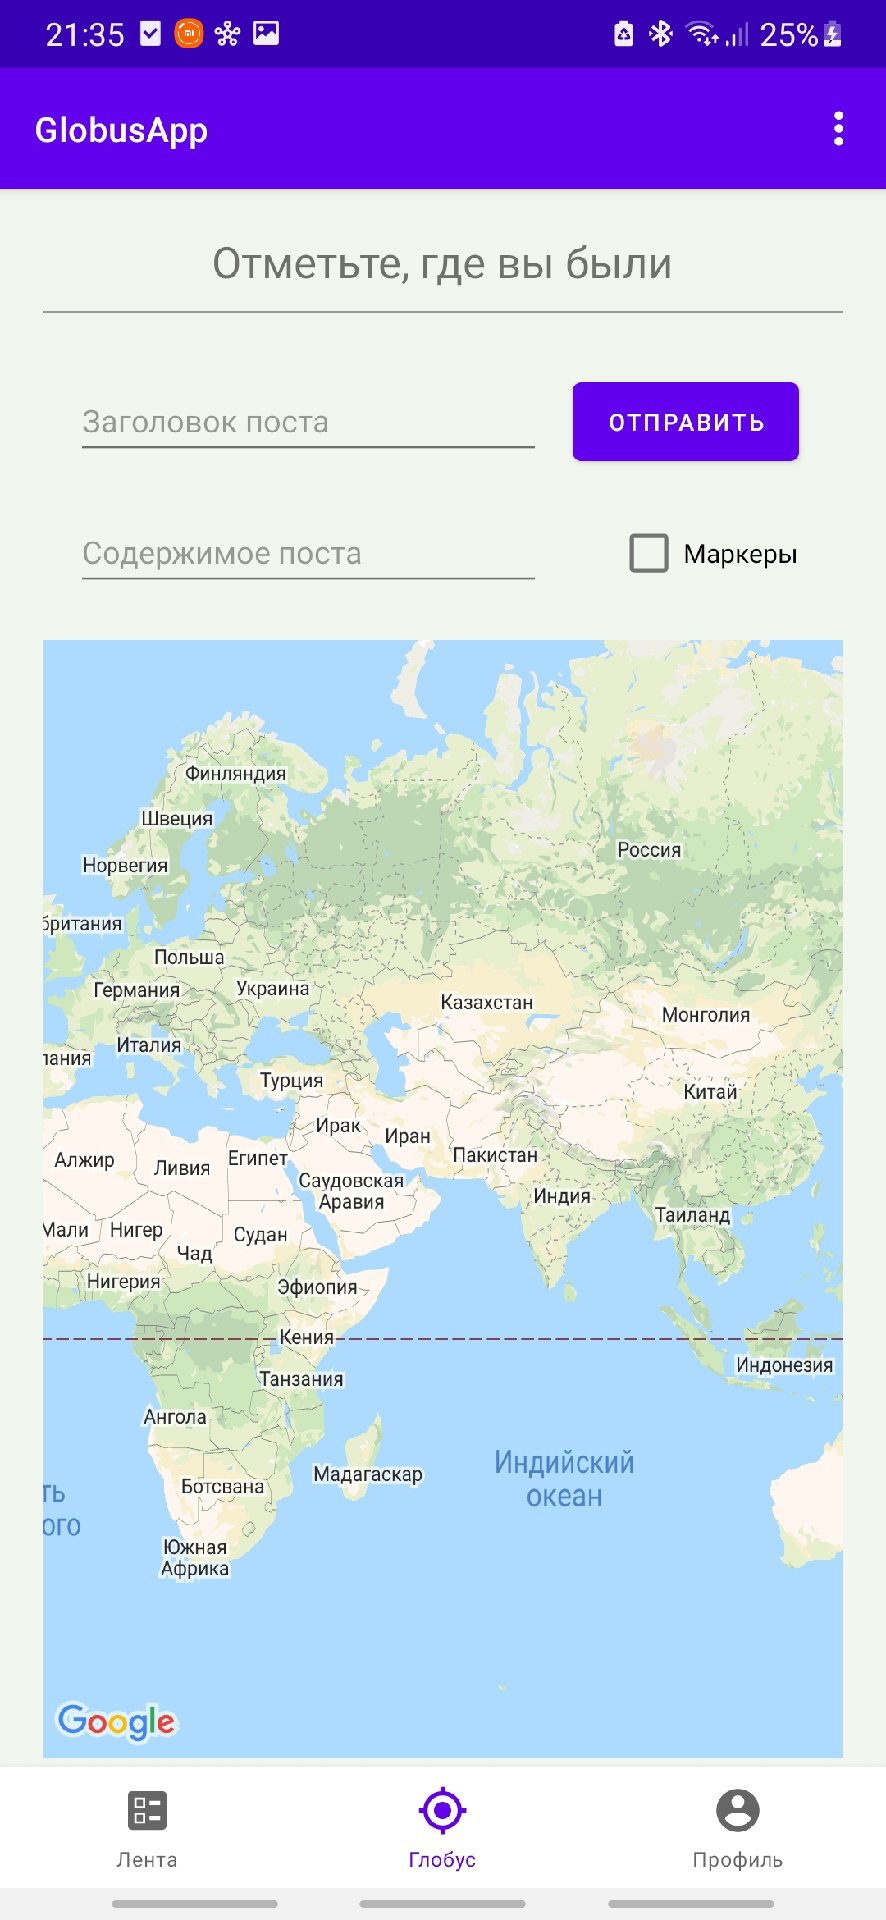 21:35
25%
GlobusApp
Отметьте, где вы были
Заголовок поста
ОТПРАВИТЬ
Содержимое поста
Маркеры
Финляндия
Швеция
Норвегия
Россия
британия
Польша
Германия
Украина
Казахстан
Монголия
Италия
пания
Турция
Китай
Ирак
Иран
Пакистан
Алжир
Ливия
Египет
Саудовская
Аравия
Индия
Таиланд
Мали
Нигер
Судан
Чад
Нигерия
Эфиопия
Кения
Индонезия
Танзания
Ангола
Индийский
океан
Мадагаскар
Ботсвана
ть
ого
Южная
Африка
Google
Лента
Глобус
Профиль